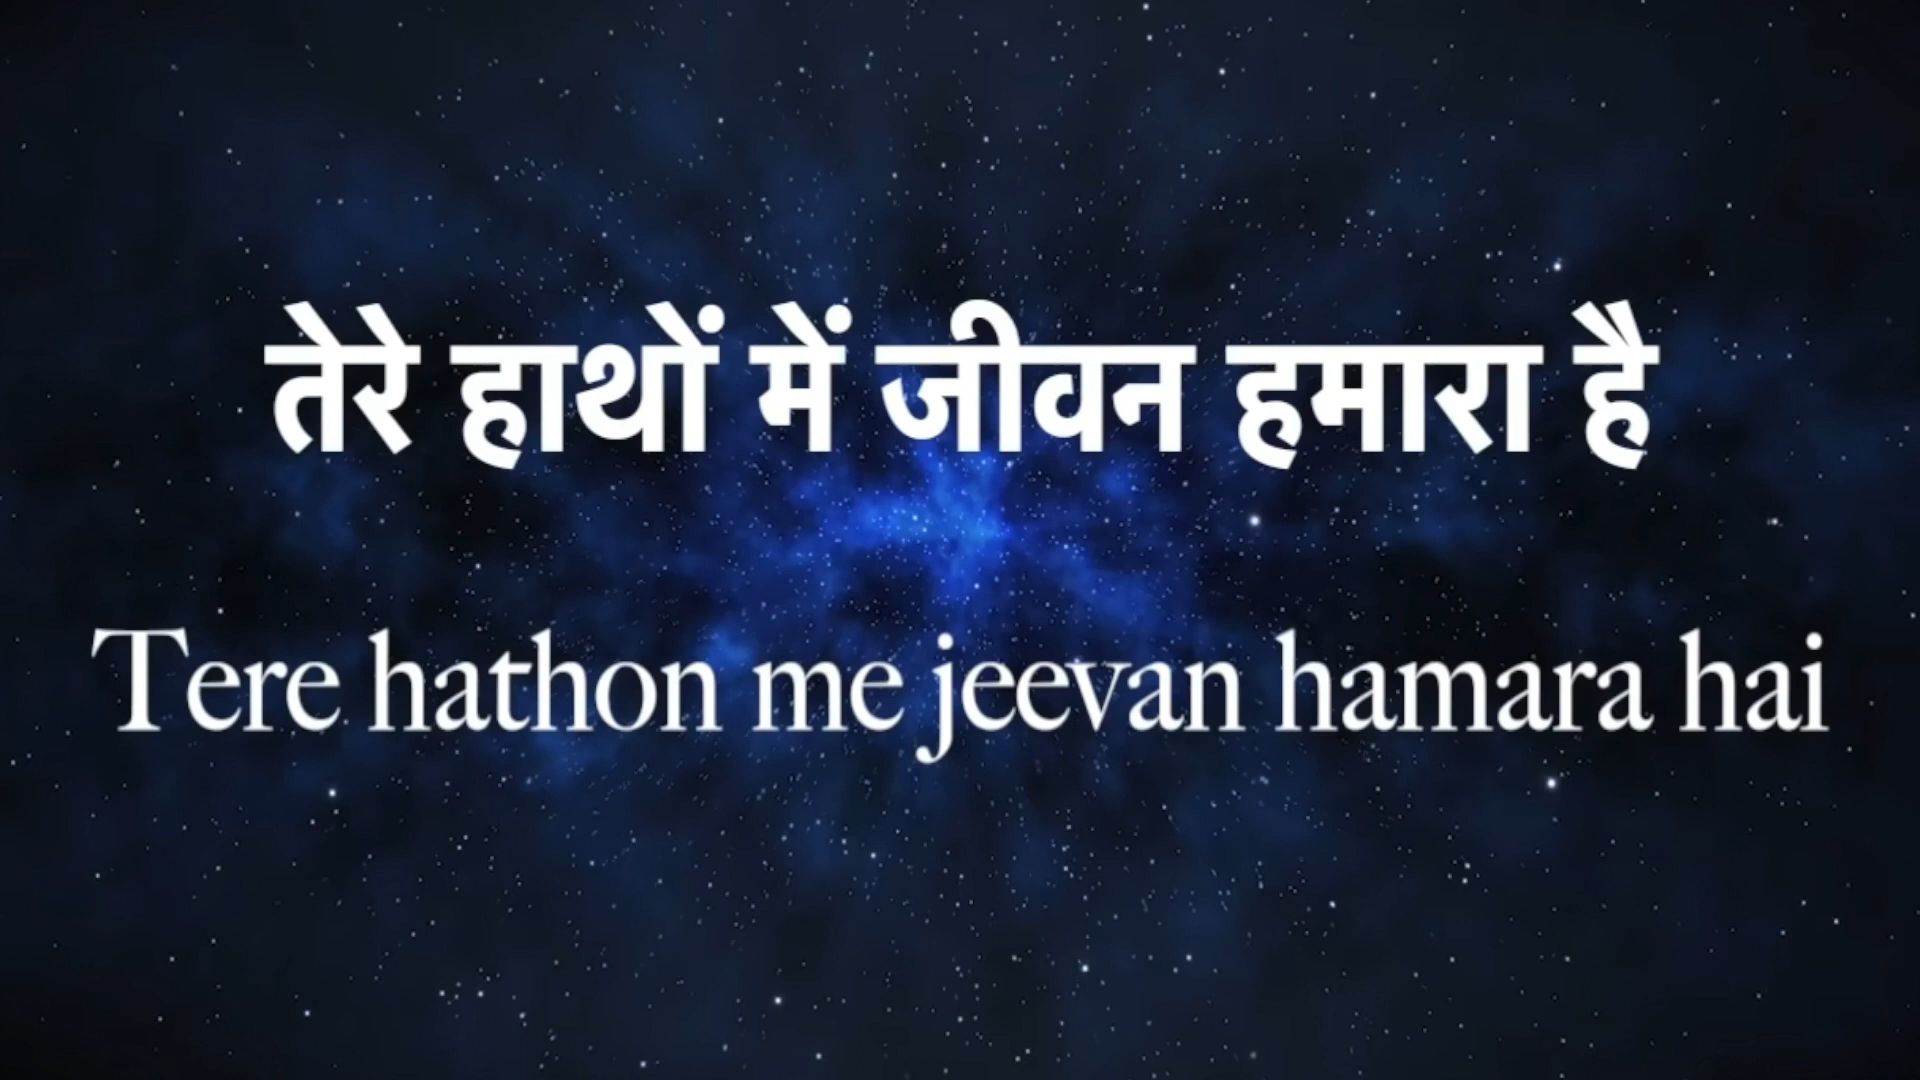 तेरे हाथों में जीवन हमारा है
Tere hathon me jeevan hamara hai